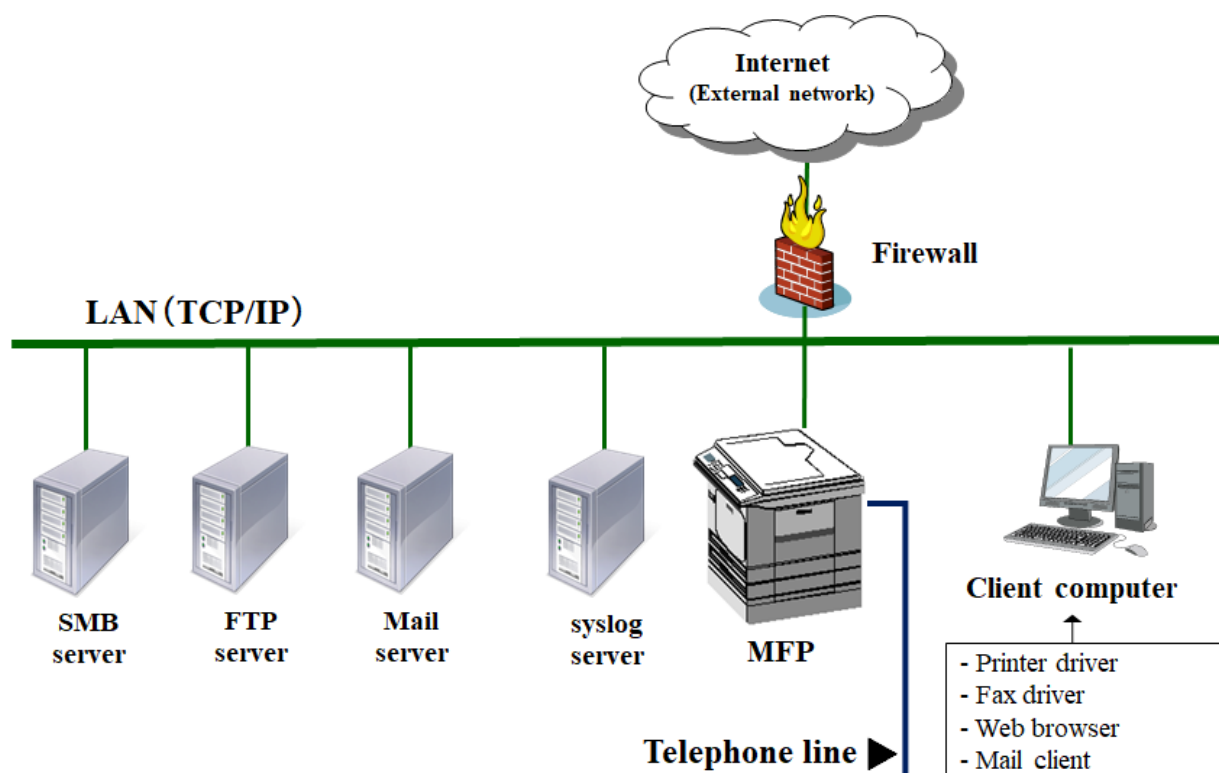 Internet
(External network)
Firewall
LAN（TCP/IP）
SMB
server
FTP
server
Mail
server
syslog
server
MFP
Client computer
- Printer driver
- Fax driver
- Web browser
- Mail client
Telephone line